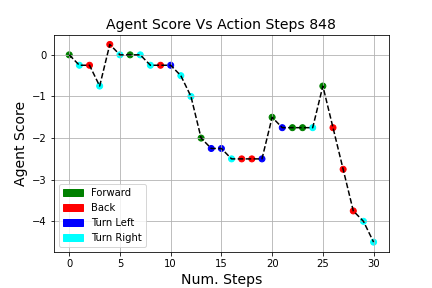 Agent Score Vs Action Steps 848
Agent Score
0
−1
−2
−3
−4
Forward
Back
Turn Left
Turn Right
0 5 10 15 20 25 30
Num. Steps